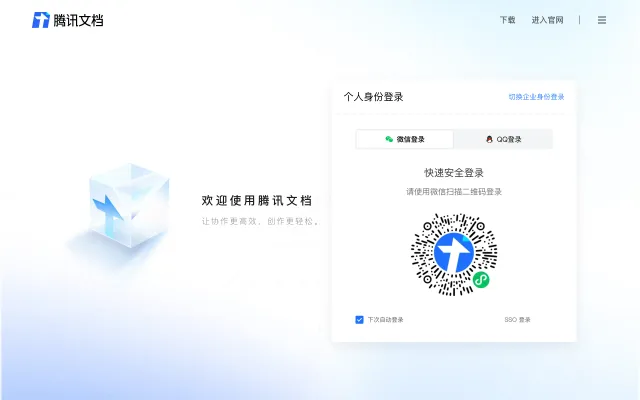 腾讯文档
下载 进入官网
个人身份登录 切换企业身份登录
微信登录 QQ登录
快速安全登录
请使用微信扫描二维码登录
欢迎使用腾讯文档
让协作更高效，创作更轻松。
下次自动登录 SSO 登录